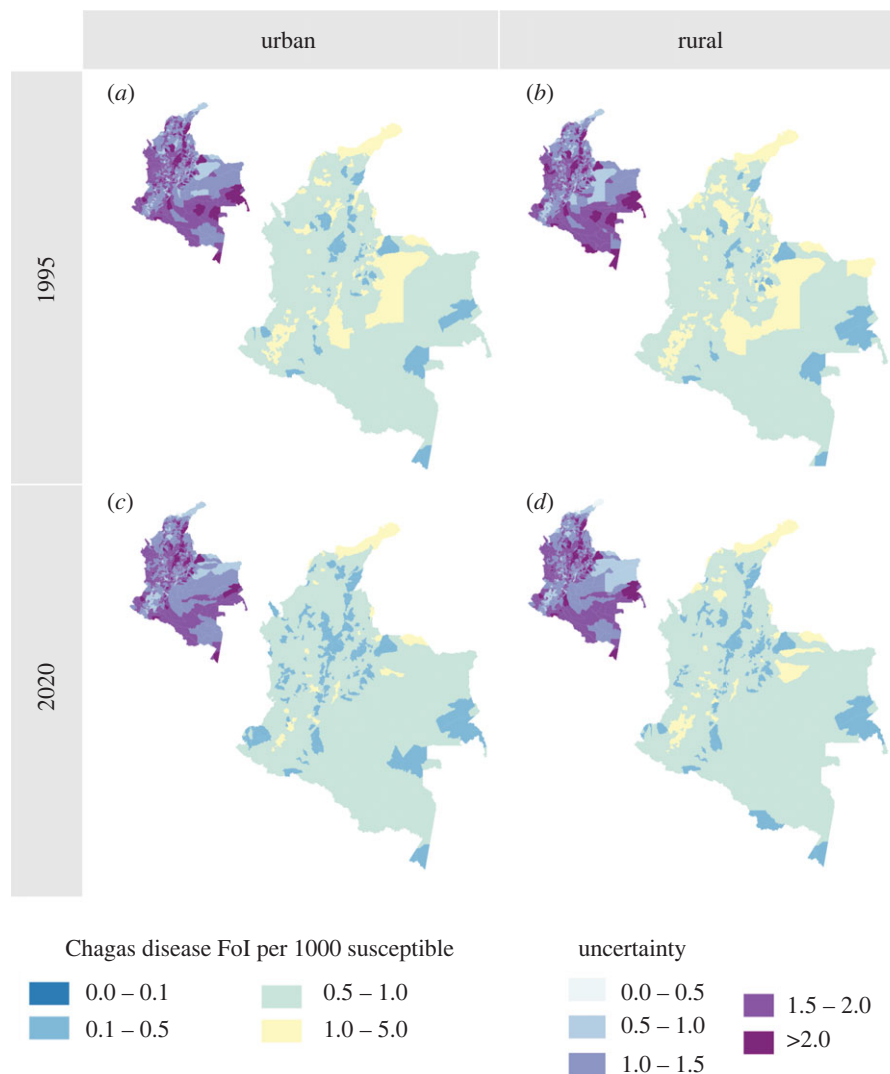 urban
rural
1995
(a)
(b)
2020
(c)
(d)
Chagas disease FoI per 1000 susceptible
0.0 – 0.1
0.1 – 0.5
0.5 – 1.0
1.0 – 5.0
uncertainty
0.0 – 0.5
0.5 – 1.0
1.0 – 1.5
1.5 – 2.0
>2.0